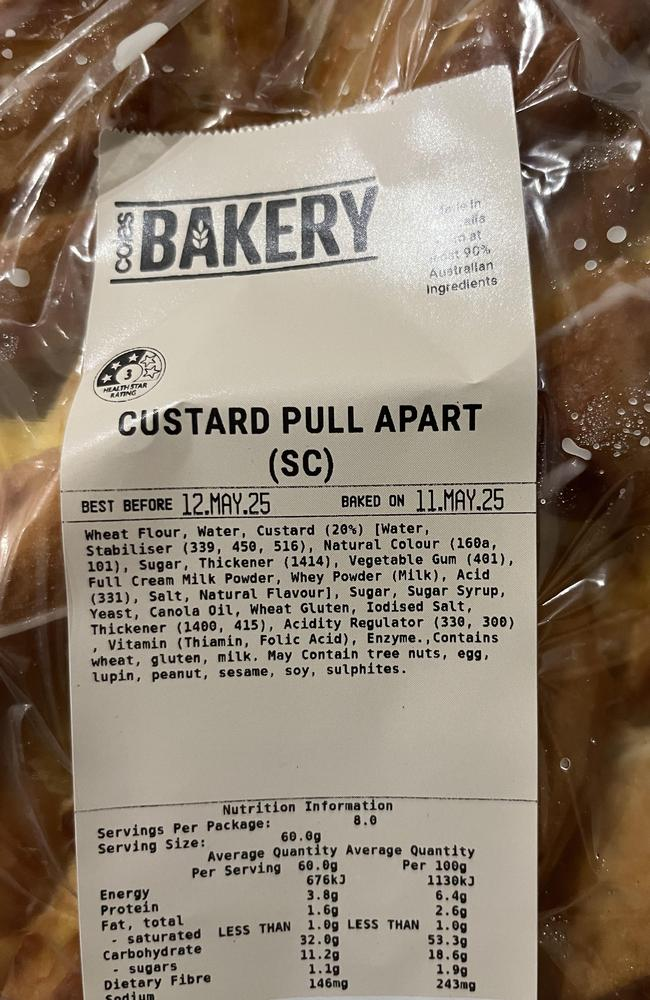 coles BAKERY
Made in
at
least 90%
Australian
Ingredients
3
HEALTH STAR
RATING
CUSTARD PULL APART
(SC)
BEST BEFORE 12.MAY.25 BAKED ON 11.MAY.25
Wheat Flour, Water, Custard (20%) [Water,
Stabiliser (339, 450, 516), Natural Colour (160a,
101), Sugar, Thickener (1414), Vegetable Gum (401),
Full Cream Milk Powder, Whey Powder (Milk), Acid
(331), Salt, Natural Flavour], Sugar, Sugar Syrup,
Yeast, Canola Oil, Wheat Gluten, Iodised Salt,
Thickener (1400, 415), Acidity Regulator (330, 300)
, Vitamin (Thiamin, Folic Acid), Enzyme.,Contains
wheat, gluten, milk. May Contain tree nuts, egg,
lupin, peanut, sesame, soy, sulphites.
Nutrition Information
Servings Per Package: 8.0
Serving Size: 60.0g
Average Quantity Average Quantity
Per Serving 60.0g Per 100g
Energy 676kJ 1130kJ
Protein 3.8g 6.4g
Fat, total 1.6g 2.6g
- saturated LESS THAN 1.0g LESS THAN 1.0g
Carbohydrate 32.0g 53.3g
- sugars 11.2g 18.6g
Dietary Fibre 1.1g 1.9g
Sodium 146mg 243mg